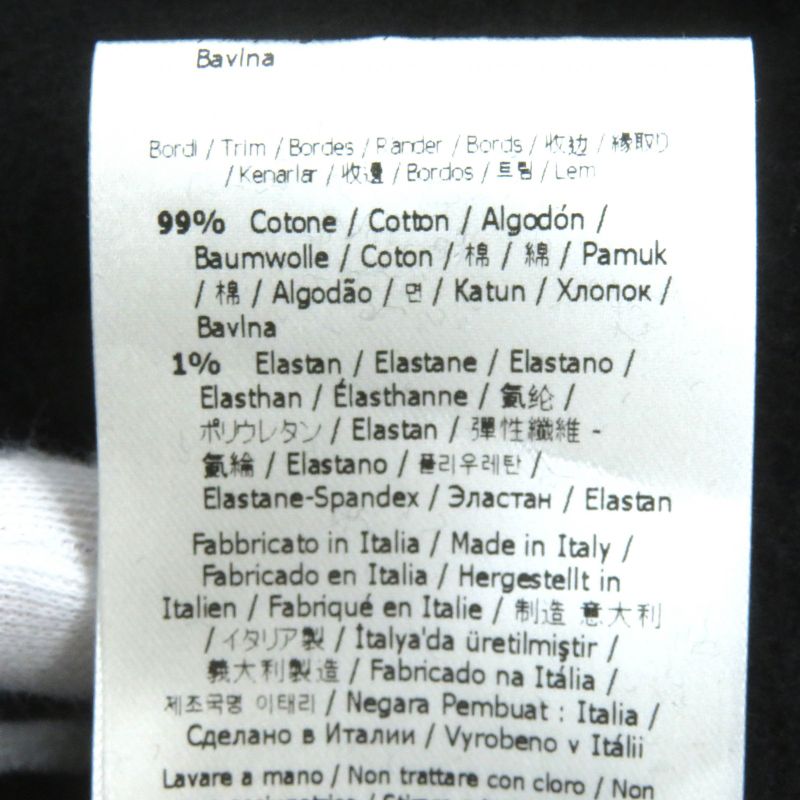 Bavlna
Bordi / Trim / Bordes / Ränder / Bords / 收边 / 縁取り
/ Kenarlar / 收邊 / Bordos / 트림 / Lem
99% Cotone / Cotton / Algodón /
Baumwolle / Coton / 棉 / 綿 / Pamuk
/ 棉 / Algodão / 면 / Katun / Хлопок /
Bavlna
1% Elastan / Elastane / Elastano /
Elasthan / Élasthanne / 氨纶 /
ポリウレタン / Elastan / 彈性纖維 -
氨綸 / Elastano / 폴리우레탄 /
Elastane-Spandex / Эластан / Elastan
Fabbricato in Italia / Made in Italy /
Fabricado en Italia / Hergestellt in
Italien / Fabriqué en Italie / 制造 意大利
/ イタリア製 / İtalya'da üretilmiştir /
義大利製造 / Fabricado na Itália /
제조국명 이태리 / Negara Pembuat : Italia /
Сделано в Италии / Vyrobeno v Itálii
Lavare a mano / Non trattare con cloro / Non